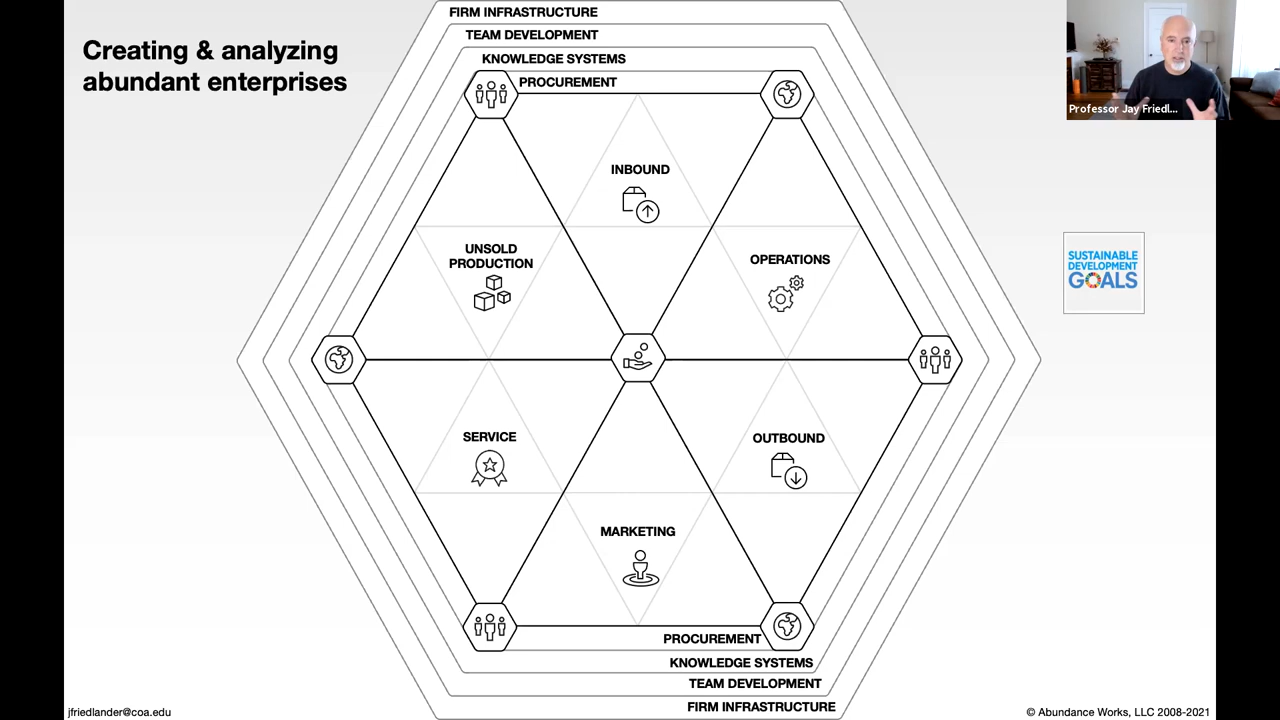 Creating & analyzing
abundant enterprises
FIRM INFRASTRUCTURE
TEAM DEVELOPMENT
KNOWLEDGE SYSTEMS
PROCUREMENT
Professor Jay Friedl...
INBOUND
UNSOLD
PRODUCTION
OPERATIONS
SUSTAINABLE
DEVELOPMENT
GOALS
SERVICE
OUTBOUND
MARKETING
PROCUREMENT
KNOWLEDGE SYSTEMS
TEAM DEVELOPMENT
FIRM INFRASTRUCTURE
jfriedlander@coa.edu
© Abundance Works, LLC 2008-2021